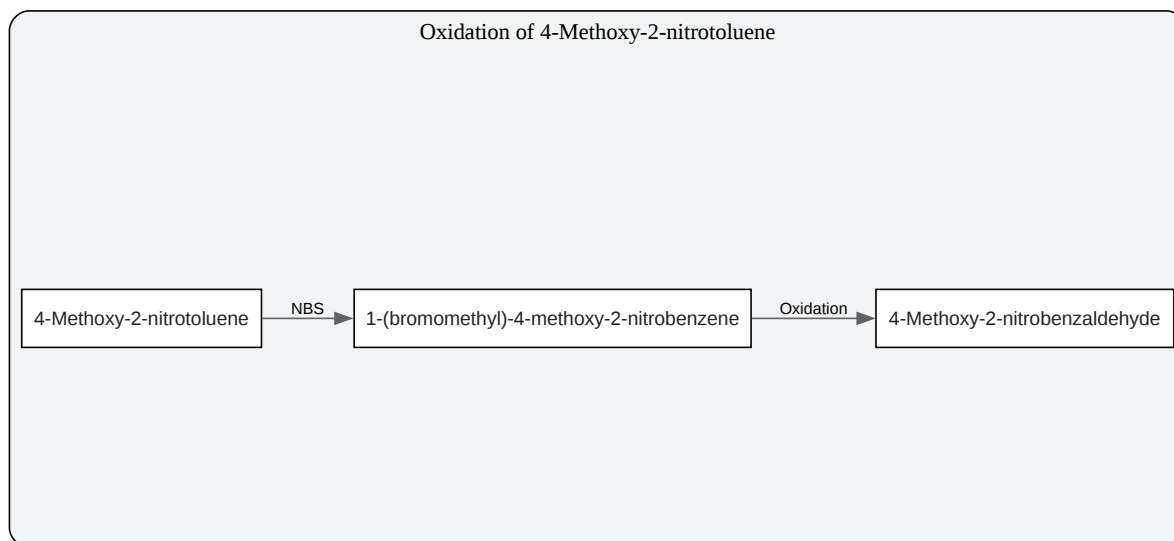 Oxidation of 4-Methoxy-2-nitrotoluene
4-Methoxy-2-nitrotoluene
NBS
1-(bromomethyl)-4-methoxy-2-nitrobenzene
Oxidation
4-Methoxy-2-nitrobenzaldehyde